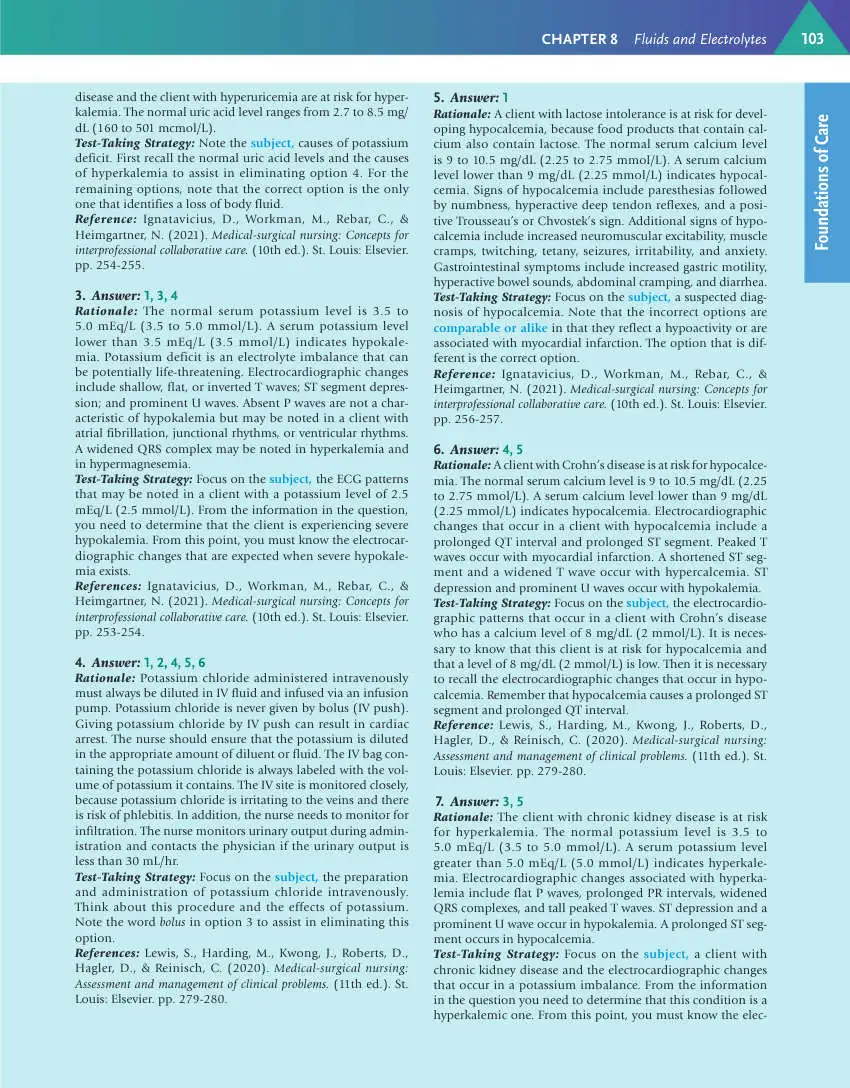 CHAPTER 8 Fluids and Electrolytes 103
disease and the client with hyperuricemia are at risk for hyper-
kalemia. The normal uric acid level ranges from 2.7 to 8.5 mg/
dL (160 to 501 mcmol/L).
Test-Taking Strategy: Note the subject, causes of potassium
deficit. First recall the normal uric acid levels and the causes
of hyperkalemia to assist in eliminating option 4. For the
remaining options, note that the correct option is the only
one that identifies a loss of body fluid.
Reference: Ignatavicius, D., Workman, M., Rebar, C., &
Heimgartner, N. (2021). Medical-surgical nursing: Concepts for
interprofessional collaborative care. (10th ed.). St. Louis: Elsevier.
pp. 254-255.
3. Answer: 1, 3, 4
Rationale: The normal serum potassium level is 3.5 to
5.0 mEq/L (3.5 to 5.0 mmol/L). A serum potassium level
lower than 3.5 mEq/L (3.5 mmol/L) indicates hypokale-
mia. Potassium deficit is an electrolyte imbalance that can
be potentially life-threatening. Electrocardiographic changes
include shallow, flat, or inverted T waves; ST segment depres-
sion; and prominent U waves. Absent P waves are not a char-
acteristic of hypokalemia but may be noted in a client with
atrial fibrillation, junctional rhythms, or ventricular rhythms.
A widened QRS complex may be noted in hyperkalemia and
in hypermagnesemia.
Test-Taking Strategy: Focus on the subject, the ECG patterns
that may be noted in a client with a potassium level of 2.5
mEq/L (2.5 mmol/L). From the information in the question,
you need to determine that the client is experiencing severe
hypokalemia. From this point, you must know the electrocar-
diographic changes that are expected when severe hypokale-
mia exists.
References: Ignatavicius, D., Workman, M., Rebar, C., &
Heimgartner, N. (2021). Medical-surgical nursing: Concepts for
interprofessional collaborative care. (10th ed.). St. Louis: Elsevier.
pp. 253-254.
4. Answer: 1, 2, 4, 5, 6
Rationale: Potassium chloride administered intravenously
must always be diluted in IV fluid and infused via an infusion
pump. Potassium chloride is never given by bolus (IV push).
Giving potassium chloride by IV push can result in cardiac
arrest. The nurse should ensure that the potassium is diluted
in the appropriate amount of diluent or fluid. The IV bag con-
taining the potassium chloride is always labeled with the vol-
ume of potassium it contains. The IV site is monitored closely,
because potassium chloride is irritating to the veins and there
is risk of phlebitis. In addition, the nurse needs to monitor for
infiltration. The nurse monitors urinary output during admin-
istration and contacts the physician if the urinary output is
less than 30 mL/hr.
Test-Taking Strategy: Focus on the subject, the preparation
and administration of potassium chloride intravenously.
Think about this procedure and the effects of potassium.
Note the word bolus in option 3 to assist in eliminating this
option.
References: Lewis, S., Harding, M., Kwong, J., Roberts, D.,
Hagler, D., & Reinisch, C. (2020). Medical-surgical nursing:
Assessment and management of clinical problems. (11th ed.). St.
Louis: Elsevier. pp. 279-280.
5. Answer: 1
Rationale: A client with lactose intolerance is at risk for devel-
oping hypocalcemia, because food products that contain cal-
cium also contain lactose. The normal serum calcium level
is 9 to 10.5 mg/dL (2.25 to 2.75 mmol/L). A serum calcium
level lower than 9 mg/dL (2.25 mmol/L) indicates hypocal-
cemia. Signs of hypocalcemia include paresthesias followed
by numbness, hyperactive deep tendon reflexes, and a posi-
tive Trousseau's or Chvostek's sign. Additional signs of hypo-
calcemia include increased neuromuscular excitability, muscle
cramps, twitching, tetany, seizures, irritability, and anxiety.
Gastrointestinal symptoms include increased gastric motility,
hyperactive bowel sounds, abdominal cramping, and diarrhea.
Test-Taking Strategy: Focus on the subject, a suspected diag-
nosis of hypocalcemia. Note that the incorrect options are
comparable or alike in that they reflect a hypoactivity or are
associated with myocardial infarction. The option that is dif-
ferent is the correct option.
Reference: Ignatavicius, D., Workman, M., Rebar, C., &
Heimgartner, N. (2021). Medical-surgical nursing: Concepts for
interprofessional collaborative care. (10th ed.). St. Louis: Elsevier.
pp. 256-257.
6. Answer: 4, 5
Rationale: A client with Crohn's disease is at risk for hypocalce-
mia. The normal serum calcium level is 9 to 10.5 mg/dL (2.25
to 2.75 mmol/L). A serum calcium level lower than 9 mg/dL
(2.25 mmol/L) indicates hypocalcemia. Electrocardiographic
changes that occur in a client with hypocalcemia include a
prolonged QT interval and prolonged ST segment. Peaked T
waves occur with myocardial infarction. A shortened ST seg-
ment and a widened T wave occur with hypercalcemia. ST
depression and prominent U waves occur with hypokalemia.
Test-Taking Strategy: Focus on the subject, the electrocardio-
graphic patterns that occur in a client with Crohn's disease
who has a calcium level of 8 mg/dL (2 mmol/L). It is neces-
sary to know that this client is at risk for hypocalcemia and
that a level of 8 mg/dL (2 mmol/L) is low. Then it is necessary
to recall the electrocardiographic changes that occur in hypo-
calcemia. Remember that hypocalcemia causes a prolonged ST
segment and prolonged QT interval.
Reference: Lewis, S., Harding, M., Kwong, J., Roberts, D.,
Hagler, D., & Reinisch, C. (2020). Medical-surgical nursing:
Assessment and management of clinical problems. (11th ed.). St.
Louis: Elsevier. pp. 279-280.
7. Answer: 3, 5
Rationale: The client with chronic kidney disease is at risk
for hyperkalemia. The normal potassium level is 3.5 to
5.0 mEq/L (3.5 to 5.0 mmol/L). A serum potassium level
greater than 5.0 mEq/L (5.0 mmol/L) indicates hyperkale-
mia. Electrocardiographic changes associated with hyperka-
lemia include flat P waves, prolonged PR intervals, widened
QRS complexes, and tall peaked T waves. ST depression and a
prominent U wave occur in hypokalemia. A prolonged ST seg-
ment occurs in hypocalcemia.
Test-Taking Strategy: Focus on the subject, a client with
chronic kidney disease and the electrocardiographic changes
that occur in a potassium imbalance. From the information
in the question you need to determine that this condition is a
hyperkalemic one. From this point, you must know the elec-
Foundations of Care